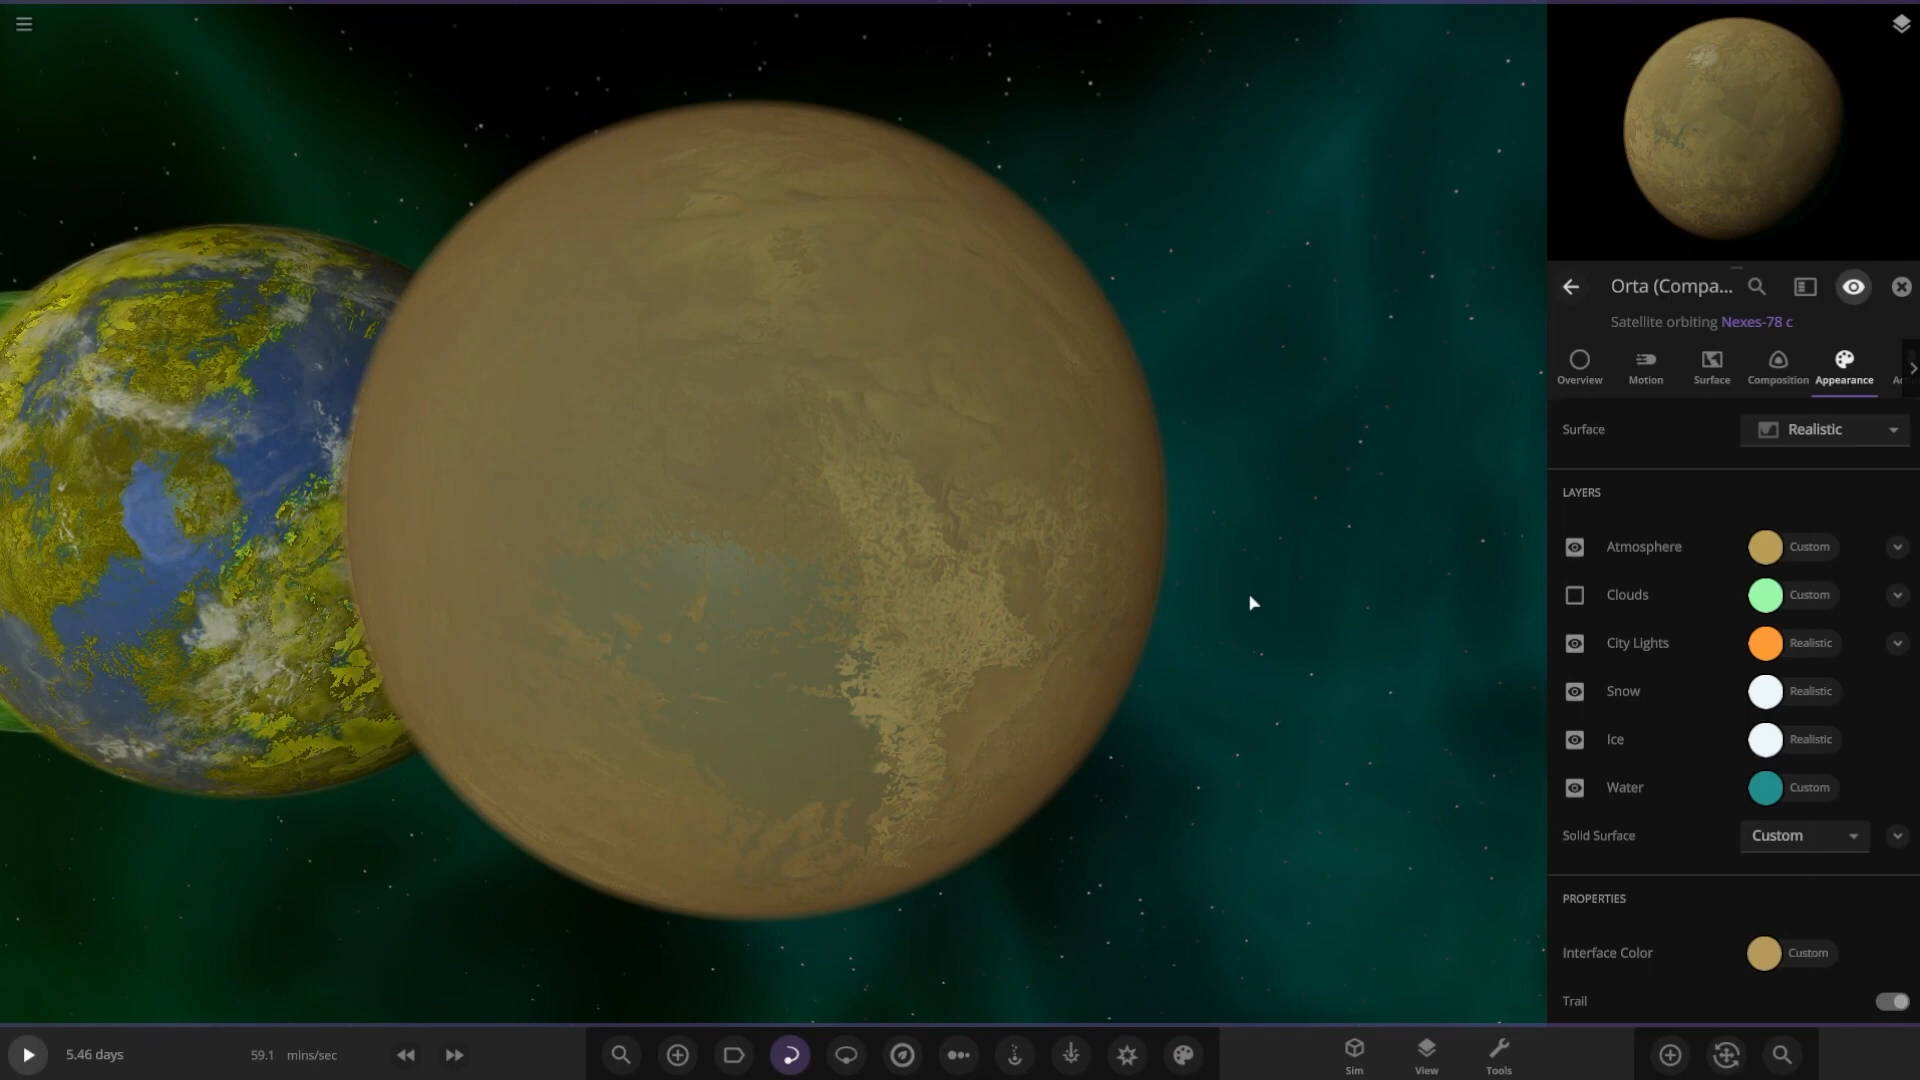 Orta (Compa...
Satellite orbiting Nexes-78 c
Overview Motion Surface Composition Appearance
Surface Realistic
LAYERS
Atmosphere Custom
Clouds Custom
City Lights Realistic
Snow Realistic
Ice Realistic
Water Custom
Solid Surface Custom
PROPERTIES
Interface Color Custom
Trail
5.46 days 59.1 mins/sec
Sim View Tools